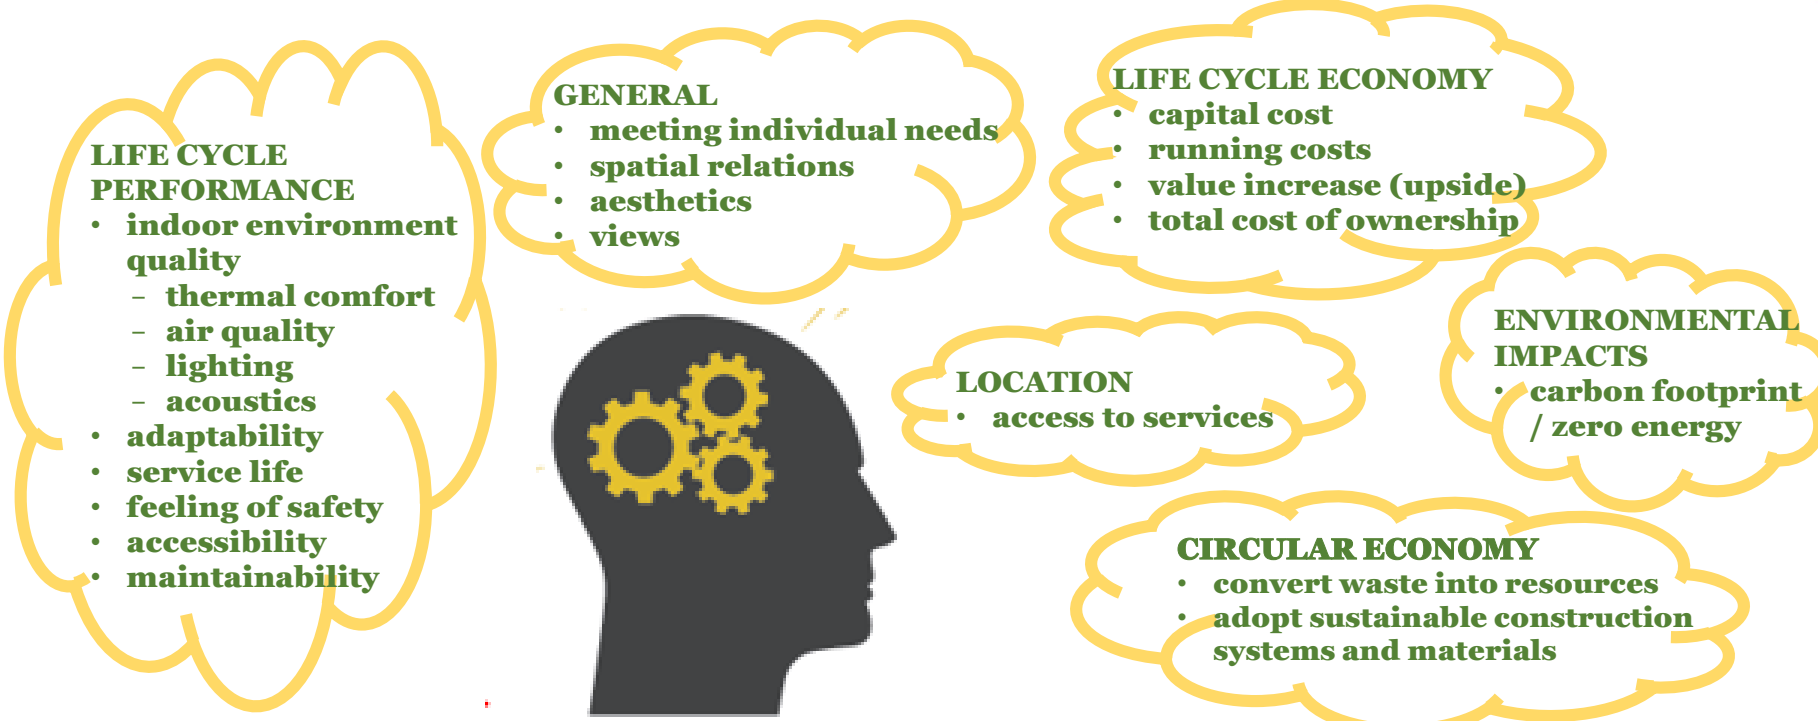 LIFE CYCLE
PERFORMANCE
• indoor environment
quality
– thermal comfort
– air quality
– lighting
– acoustics
• adaptability
• service life
• feeling of safety
• accessibility
• maintainability
GENERAL
• meeting individual needs
• spatial relations
• aesthetics
• views
LIFE CYCLE ECONOMY
• capital cost
• running costs
• value increase (upside)
• total cost of ownership
LOCATION
• access to services
ENVIRONMENTAL
IMPACTS
• carbon footprint
/ zero energy
CIRCULAR ECONOMY
• convert waste into resources
• adopt sustainable construction
systems and materials